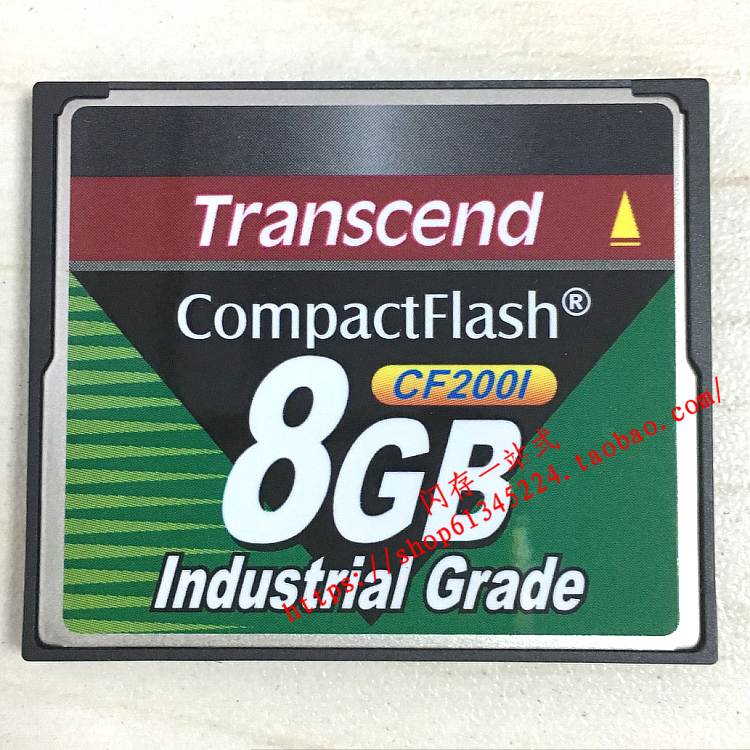 Transcend
CompactFlash®
CF200I
8GB
Industrial Grade
闪存一站式
https://shop61345224.taobao.com/